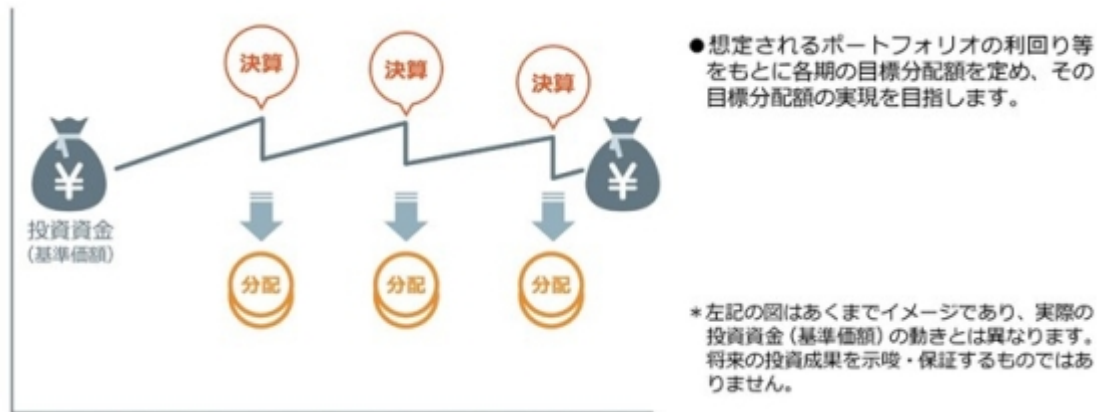 決算
決算
決算
¥
¥
投資資金
(基準価額)
分配
分配
分配
●想定されるポートフォリオの利回り等
をもとに各期の目標分配額を定め、その
目標分配額の実現を目指します。
*左記の図はあくまでイメージであり、実際の
投資資金(基準価額)の動きとは異なります。
将来の投資成果を示唆・保証するものではあ
りません。